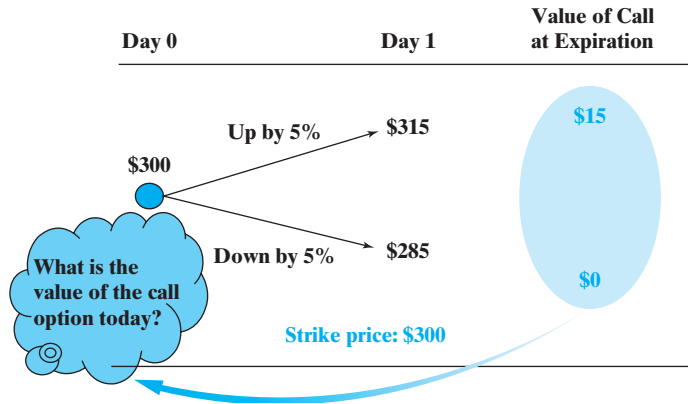 Value of Call
Day 0 Day 1 at Expiration
$15
Up by 5% $315
$300
Down by 5% $285
What is the
value of the call
option today?
$0
Strike price: $300